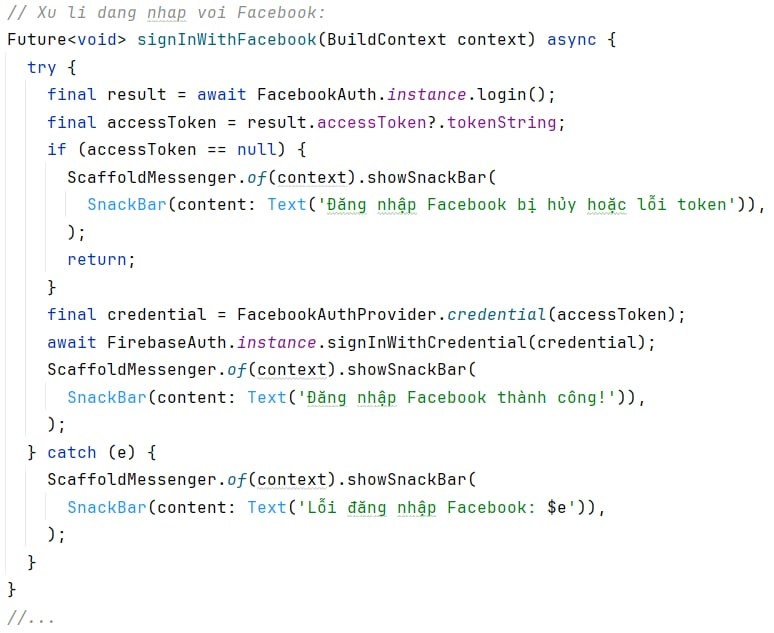 // Xu li dang nhap voi Facebook:
Future<void> signInWithFacebook(BuildContext context) async {
  try {
    final result = await FacebookAuth.instance.login();
    final accessToken = result.accessToken?.tokenString;
    if (accessToken == null) {
      ScaffoldMessenger.of(context).showSnackBar(
        SnackBar(content: Text('Đăng nhập Facebook bị hủy hoặc lỗi token')),
      );
      return;
    }
    final credential = FacebookAuthProvider.credential(accessToken);
    await FirebaseAuth.instance.signInWithCredential(credential);
    ScaffoldMessenger.of(context).showSnackBar(
      SnackBar(content: Text('Đăng nhập Facebook thành công!')),
    );
  } catch (e) {
    ScaffoldMessenger.of(context).showSnackBar(
      SnackBar(content: Text('Lỗi đăng nhập Facebook: $e')),
    );
  }
}
//...